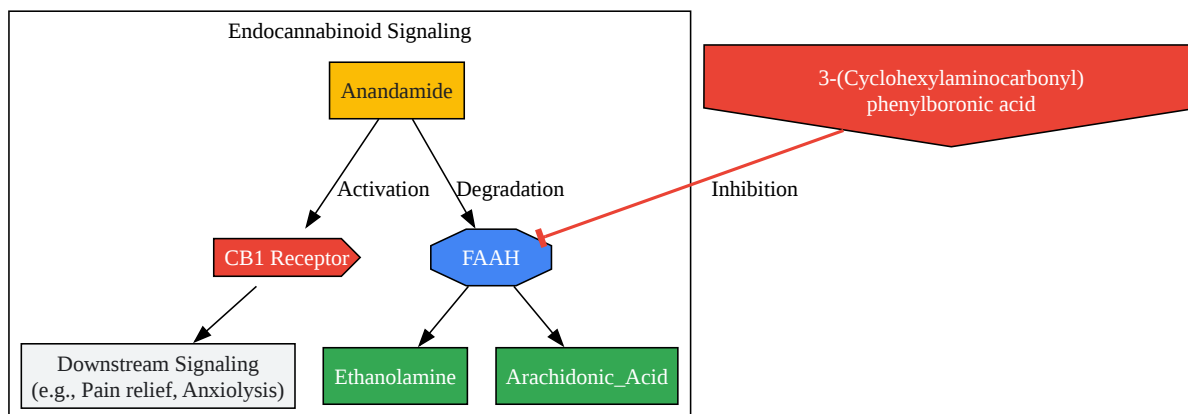 Endocannabinoid Signaling
Anandamide
3-(Cyclohexylaminocarbonyl)
phenylboronic acid
Activation
Degradation
Inhibition
CB1 Receptor
FAAH
Downstream Signaling
(e.g., Pain relief, Anxiolysis)
Ethanolamine
Arachidonic_Acid